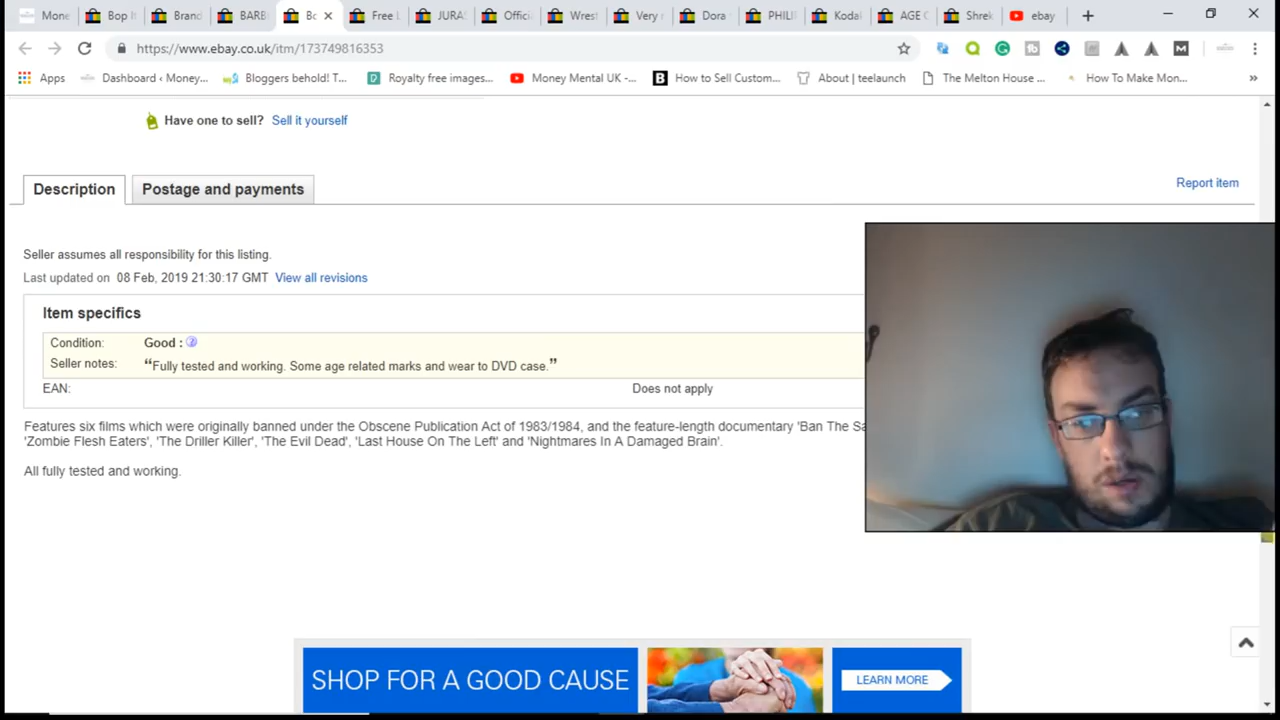 Mone
Bop I
Brand
BARB
Bo
Free L
JURAS
Offici
Wrest
Very r
Dora
PHILI
Kodak
AGE C
Shrek
ebay
https://www.ebay.co.uk/itm/173749816353
Apps
Dashboard ‹ Money...
Bloggers behold! T...
Royalty free images...
Money Mental UK -...
How to Sell Custom...
About | teelaunch
The Melton House ...
How To Make Mon...
Have one to sell? Sell it yourself
Description
Postage and payments
Report item
Seller assumes all responsibility for this listing.
Last updated on 08 Feb, 2019 21:30:17 GMT View all revisions
Item specifics
Condition: Good :
Seller notes: “Fully tested and working. Some age related marks and wear to DVD case.”
EAN: Does not apply
Features six films which were originally banned under the Obscene Publication Act of 1983/1984, and the feature-length documentary 'Ban The Sa
'Zombie Flesh Eaters', 'The Driller Killer', 'The Evil Dead', 'Last House On The Left' and 'Nightmares In A Damaged Brain'.
All fully tested and working.
SHOP FOR A GOOD CAUSE
LEARN MORE